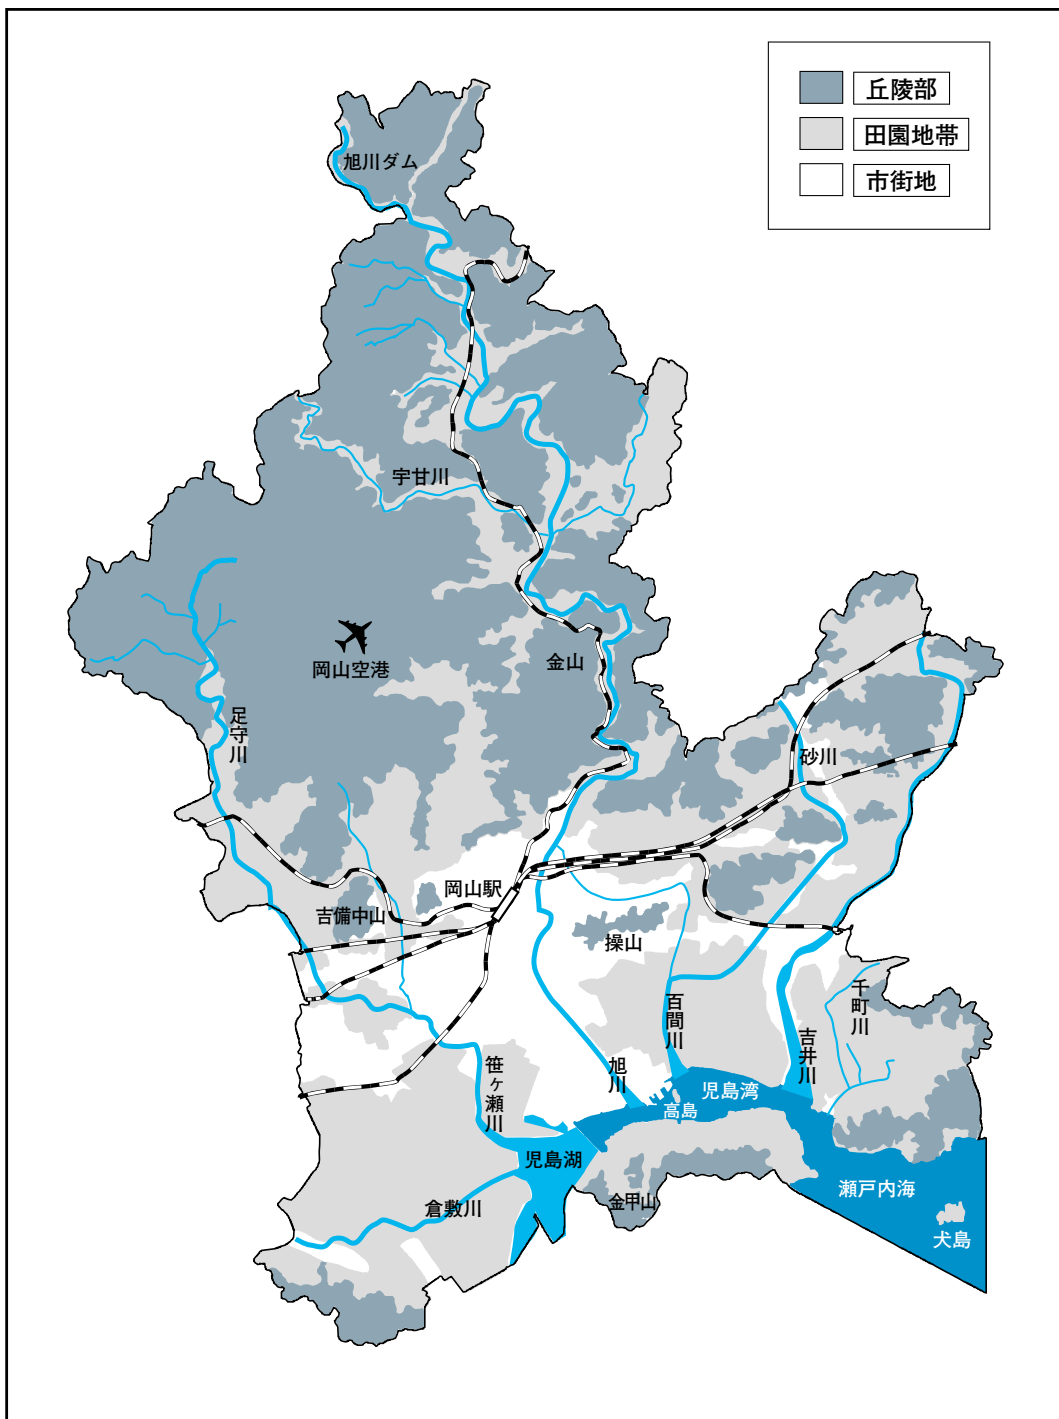 丘陵部
田園地帯
市街地
旭川ダム
宇甘川
岡山空港
金山
足守川
砂川
岡山駅
吉備中山
操山
百間川
千町川
吉井川
旭川
笹ヶ瀬川
児島湾
高島
児島湖
瀬戸内海
金甲山
倉敷川
犬島